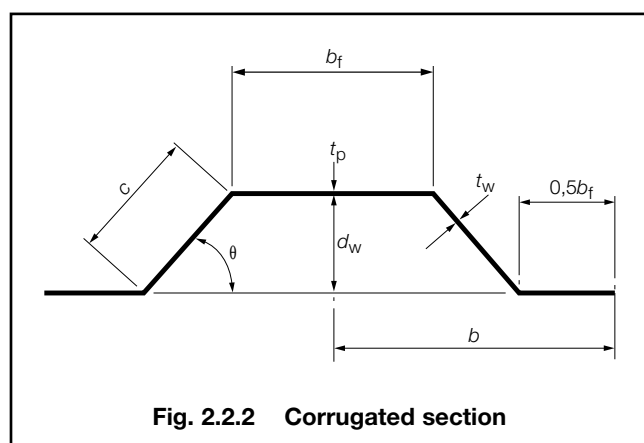 b_f
t_p
t_w
0,5b_f
c
θ
d_w
b
Fig. 2.2.2 Corrugated section